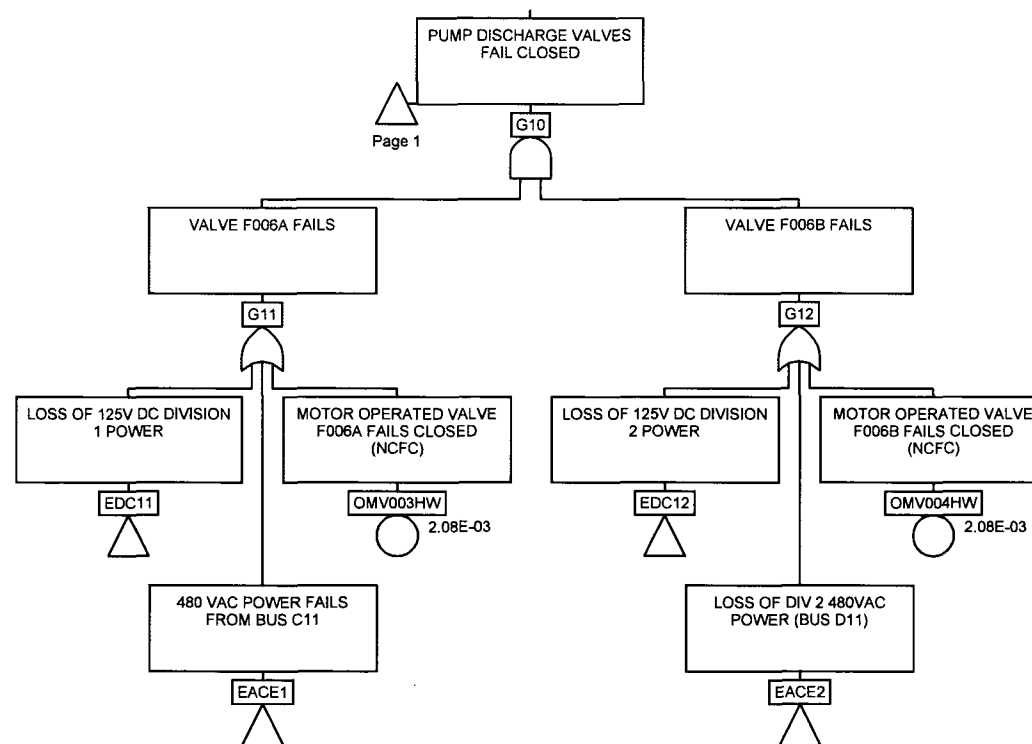 PUMP DISCHARGE VALVES
FAIL CLOSED
Page 1
G10
VALVE F006A FAILS
VALVE F006B FAILS
G11
G12
LOSS OF 125V DC DIVISION
1 POWER
MOTOR OPERATED VALVE
F006A FAILS CLOSED
(NCFC)
LOSS OF 125V DC DIVISION
2 POWER
MOTOR OPERATED VALVE
F006B FAILS CLOSED
(NCFC)
EDC11
OMV003HW
2.08E-03
EDC12
OMV004HW
2.08E-03
480 VAC POWER FAILS
FROM BUS C11
LOSS OF DIV 2 480VAC
POWER (BUS D11)
EACE1
EACE2